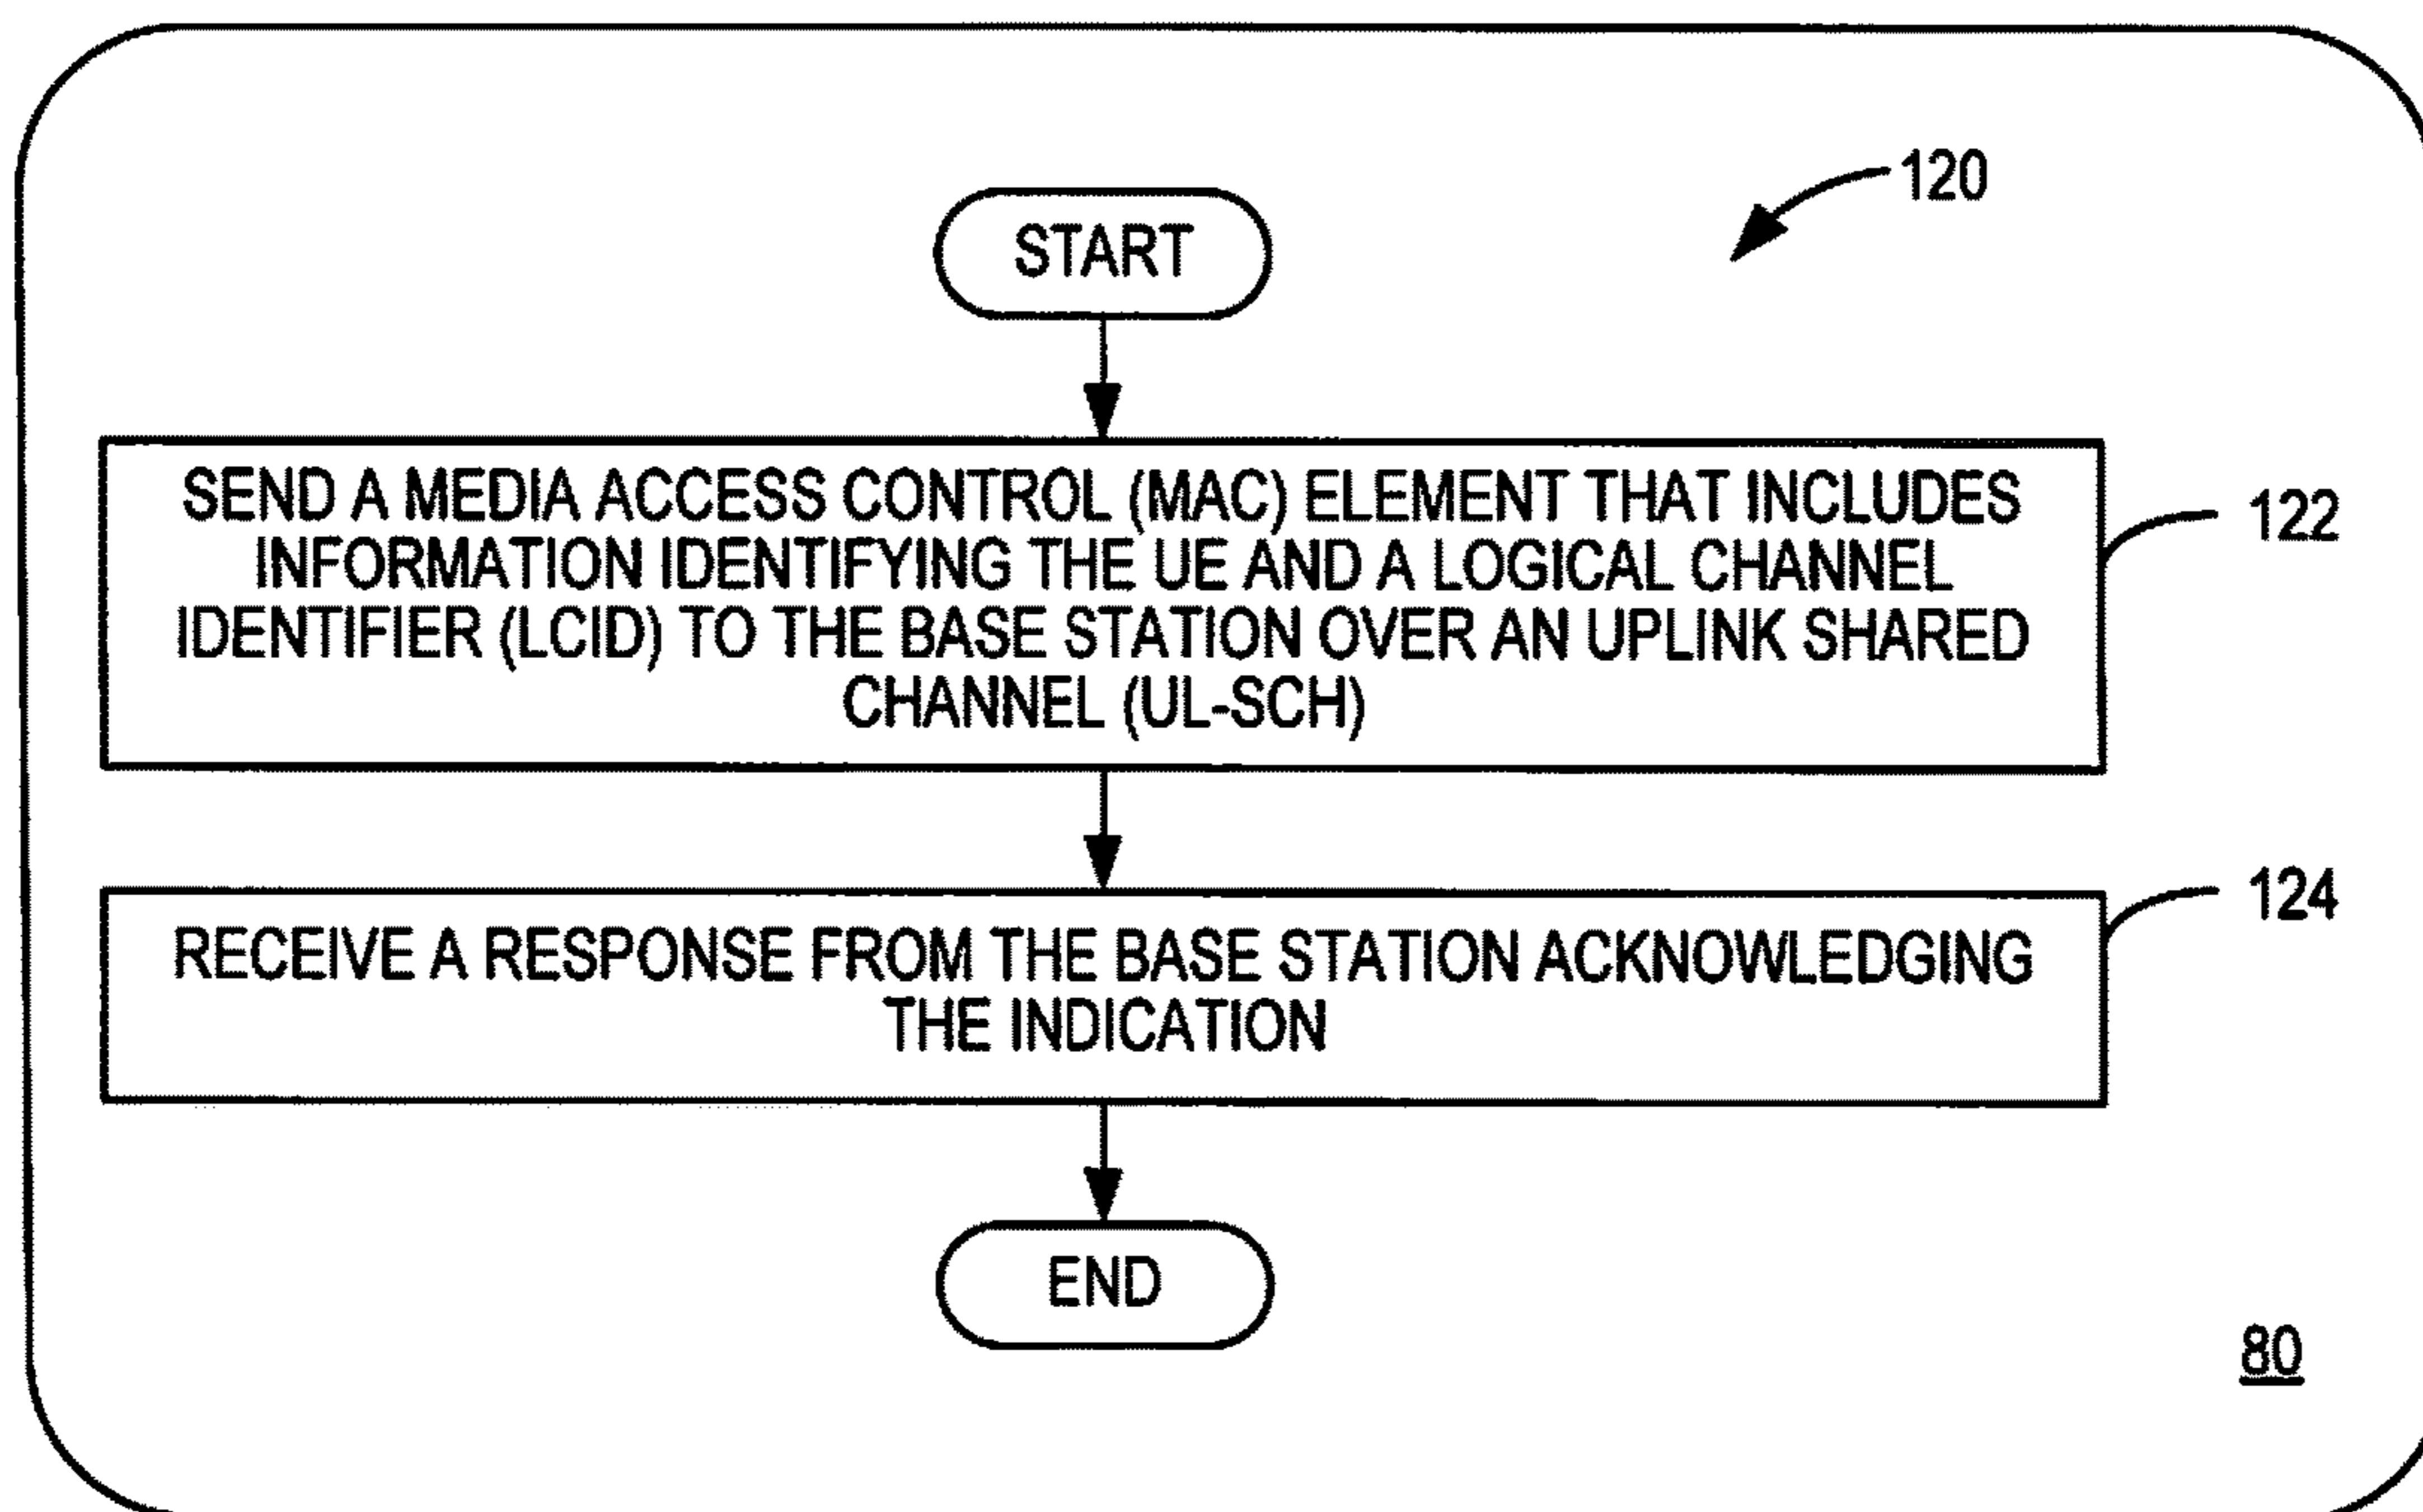 120
START
SEND A MEDIA ACCESS CONTROL (MAC) ELEMENT THAT INCLUDES
INFORMATION IDENTIFYING THE UE AND A LOGICAL CHANNEL
IDENTIFIER (LCID) TO THE BASE STATION OVER AN UPLINK SHARED
CHANNEL (UL-SCH)
122
RECEIVE A RESPONSE FROM THE BASE STATION ACKNOWLEDGING
THE INDICATION
124
END
80